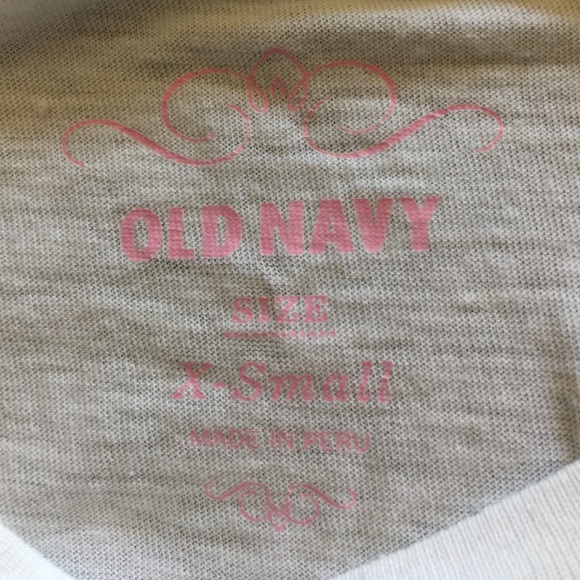 OLD NAVY
SIZE
X-Small
MADE IN PERU